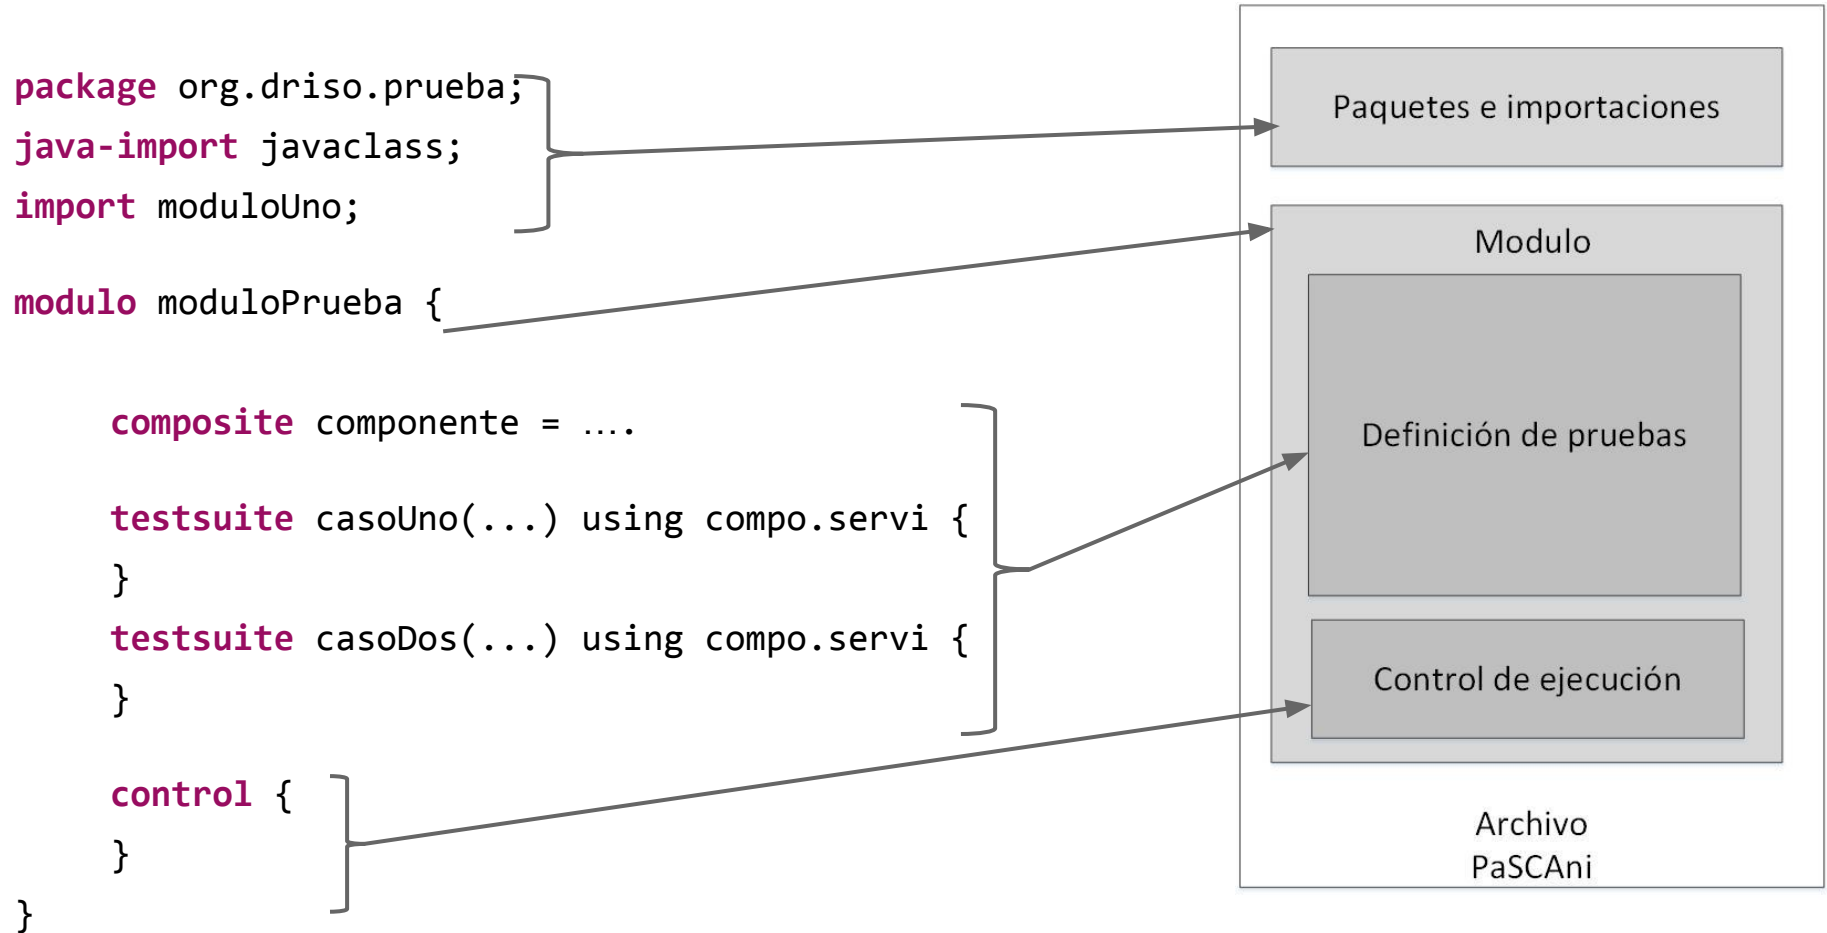 package org.driso.prueba;
java-import javaclass;
import moduloUno;
modulo moduloPrueba {
composite componente = ....
testsuite casoUno(...) using compo.servi {
}
testsuite casoDos(...) using compo.servi {
}
control {
}
}
Paquetes e importaciones
Modulo
Definición de pruebas
Control de ejecución
Archivo
PaSCAni